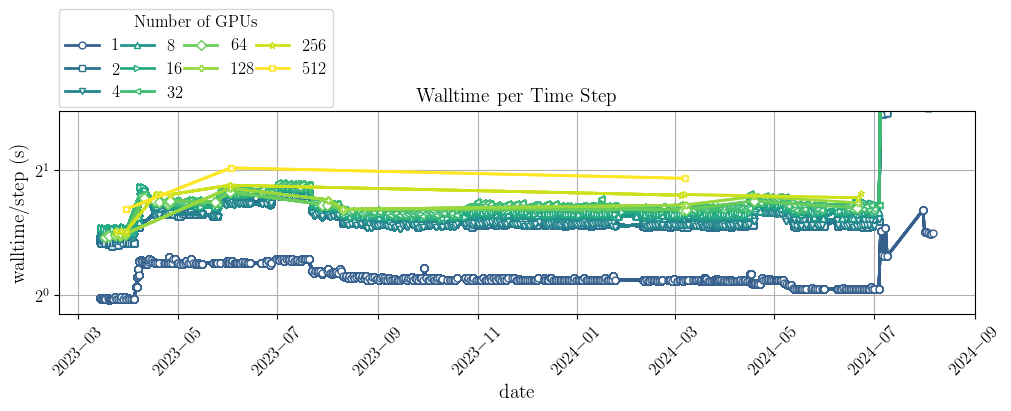 Number of GPUs
1 8 64 256
2 16 128 512
4 32
Walltime per Time Step
walltime/step (s)
2^1
2^0
2023−03 2023−05 2023−07 2023−09 2023−11 2024−01 2024−03 2024−05 2024−07 2024−09
date